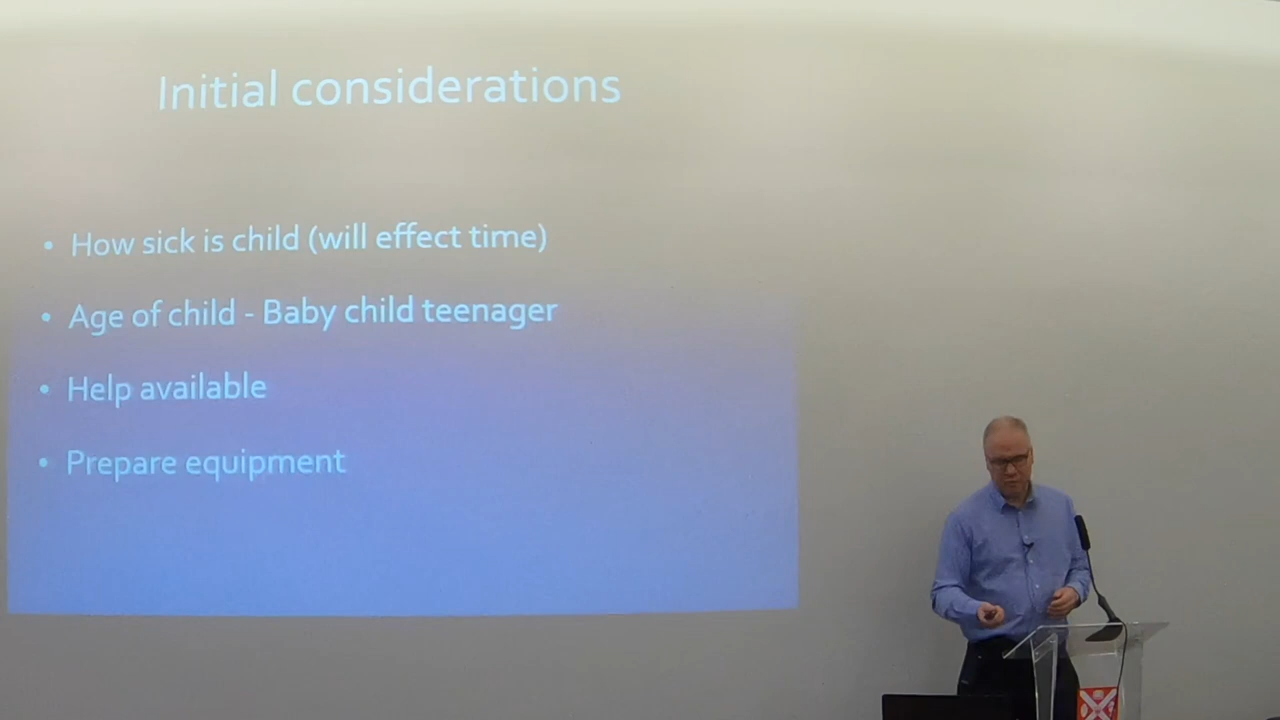 Initial considerations
• How sick is child (will effect time)
• Age of child - Baby child teenager
• Help available
• Prepare equipment